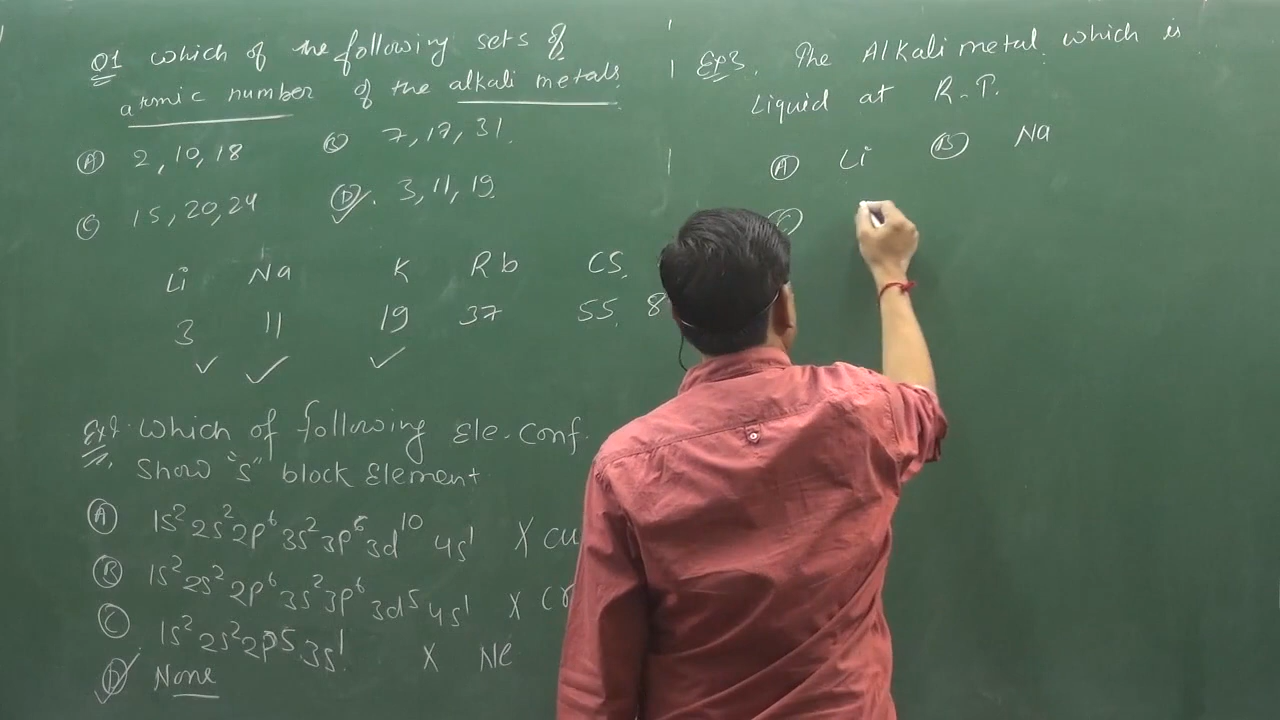 Q1 which of the following sets of
atomic number of the alkali metals.
(A) 2, 10, 18 (B) 7, 17, 31.
(C) 15, 20, 24 (D). 3, 11, 19.
Li Na K Rb CS.
3 11 19 37 55. 8
which of following Ele. Conf.
Show "s" block Element
(A) 1s² 2s² 2p⁶ 3s² 3p⁶ 3d¹⁰ 4s¹ X cu
(B) 1s² 2s² 2p⁶ 3s² 3p⁶ 3d⁵ 4s¹ X cr
(C) 1s² 2s² 2p⁵ 3s¹ X Ne
(D) None
The Alkali metal which is
Liquid at R.T.
(A) Li (B) Na
(C)